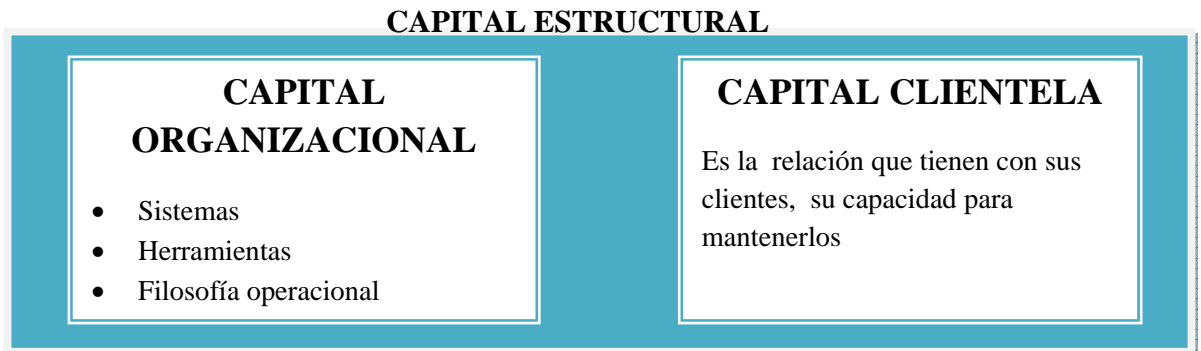 CAPITAL ESTRUCTURAL
CAPITAL
ORGANIZACIONAL
• Sistemas
• Herramientas
• Filosofía operacional
CAPITAL CLIENTELA
Es la relación que tienen con sus
clientes, su capacidad para
mantenerlos